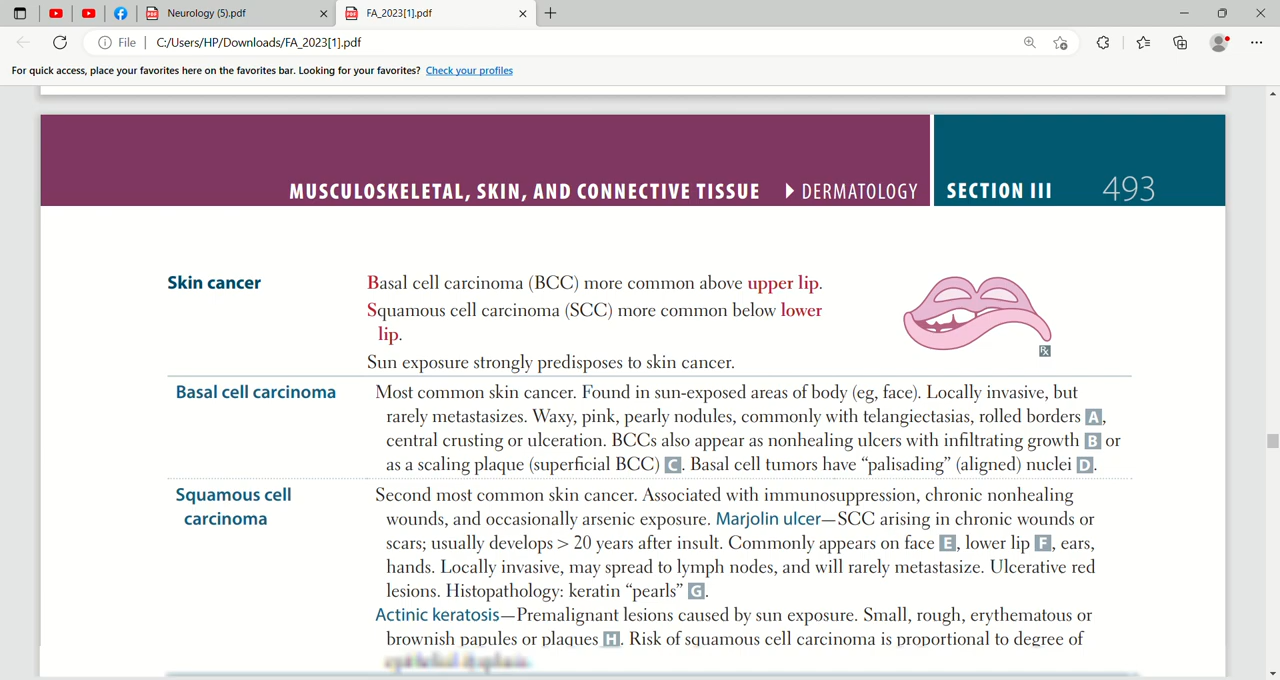 Neurology (5).pdf
FA_2023[1].pdf
File
C:/Users/HP/Downloads/FA_2023[1].pdf
For quick access, place your favorites here on the favorites bar. Looking for your favorites? Check your profiles
MUSCULOSKELETAL, SKIN, AND CONNECTIVE TISSUE ▶ DERMATOLOGY
SECTION III
493
Skin cancer
Basal cell carcinoma (BCC) more common above upper lip.
Squamous cell carcinoma (SCC) more common below lower
lip.
Sun exposure strongly predisposes to skin cancer.
Rx
Basal cell carcinoma
Most common skin cancer. Found in sun-exposed areas of body (eg, face). Locally invasive, but
rarely metastasizes. Waxy, pink, pearly nodules, commonly with telangiectasias, rolled borders A,
central crusting or ulceration. BCCs also appear as nonhealing ulcers with infiltrating growth B or
as a scaling plaque (superficial BCC) C. Basal cell tumors have “palisading” (aligned) nuclei D.
Squamous cell
carcinoma
Second most common skin cancer. Associated with immunosuppression, chronic nonhealing
wounds, and occasionally arsenic exposure. Marjolin ulcer—SCC arising in chronic wounds or
scars; usually develops > 20 years after insult. Commonly appears on face E, lower lip F, ears,
hands. Locally invasive, may spread to lymph nodes, and will rarely metastasize. Ulcerative red
lesions. Histopathology: keratin “pearls” G.
Actinic keratosis—Premalignant lesions caused by sun exposure. Small, rough, erythematous or
brownish papules or plaques H. Risk of squamous cell carcinoma is proportional to degree of